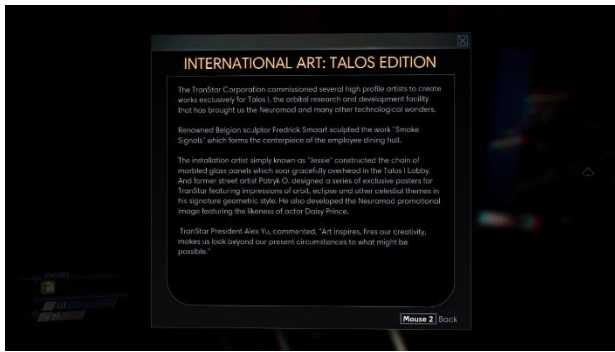 INTERNATIONAL ART: TALOS EDITION
The TranStar Corporation commissioned several high profile artists to create
works exclusively for Talos I, the orbital research and development facility
that has brought us the Neuromod and many other technological wonders.
Renowned Belgian sculptor Fredrick Smaart sculpted the work "Smoke
Signals" which forms the centerpiece of the employee dining hall.
The installation artist simply known as "Jessie" constructed the chain of
marbled glass panels which soar gracefully overhead in the Talos I Lobby.
And former street artist Patryk O. designed a series of exclusive posters for
TranStar featuring impressions of orbit, eclipse and other celestial themes in
his signature geometric style. He also developed the Neuromod promotional
image featuring the likeness of actor Daisy Prince.
TranStar President Alex Yu, commented, "Art inspires, fires our creativity,
makes us look beyond our present circumstances to what might be
possible."
Mouse 2 Back